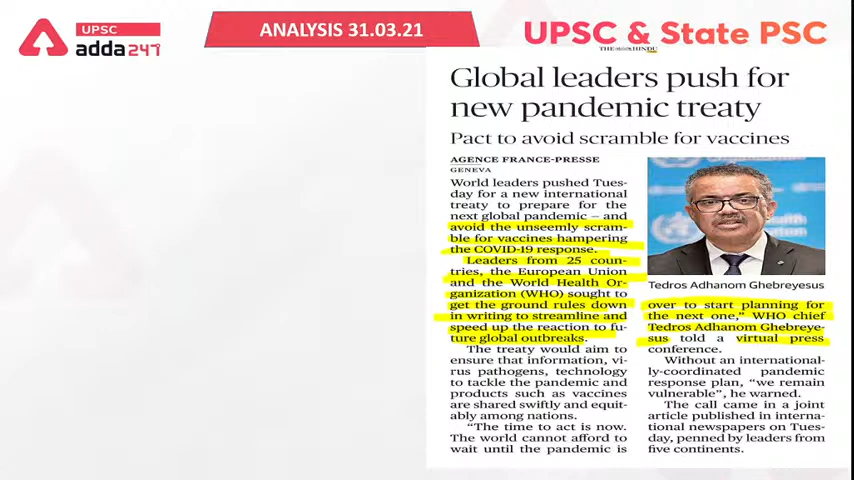 UPSC
adda247
ANALYSIS 31.03.21
UPSC & State PSC
THE HINDU
Global leaders push for
new pandemic treaty
Pact to avoid scramble for vaccines
AGENCE FRANCE-PRESSE
GENEVA
World leaders pushed Tues-
day for a new international
treaty to prepare for the
next global pandemic – and
avoid the unseemly scram-
ble for vaccines hampering
the COVID-19 response.
Leaders from 25 coun-
tries, the European Union
and the World Health Or-
ganization (WHO) sought to
get the ground rules down
in writing to streamline and
speed up the reaction to fu-
ture global outbreaks.
The treaty would aim to
ensure that information, vi-
rus pathogens, technology
to tackle the pandemic and
products such as vaccines
are shared swiftly and equit-
ably among nations.
“The time to act is now.
The world cannot afford to
wait until the pandemic is
Tedros Adhanom Ghebreyesus
over to start planning for
the next one,” WHO chief
Tedros Adhanom Ghebreye-
sus told a virtual press
conference.
Without an international-
ly-coordinated pandemic
response plan, “we remain
vulnerable”, he warned.
The call came in a joint
article published in interna-
tional newspapers on Tues-
day, penned by leaders from
five continents.